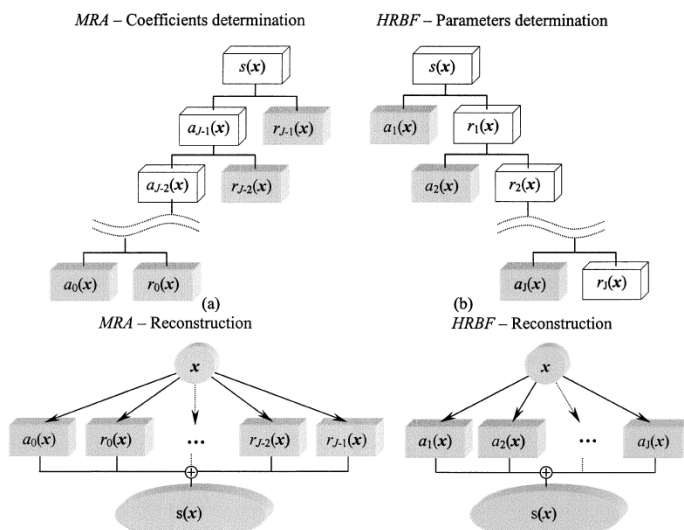 MRA – Coefficients determination
HRBF – Parameters determination
s(x)
s(x)
aJ-1(x) rJ-1(x)
a1(x) r1(x)
aJ-2(x) rJ-2(x)
a2(x) r2(x)
a0(x) r0(x)
aJ(x) rJ(x)
(a)
(b)
MRA – Reconstruction
HRBF – Reconstruction
x
x
a0(x) r0(x) ... rJ-2(x) rJ-1(x)
a1(x) a2(x) ... aJ(x)
+
+
s(x)
s(x)